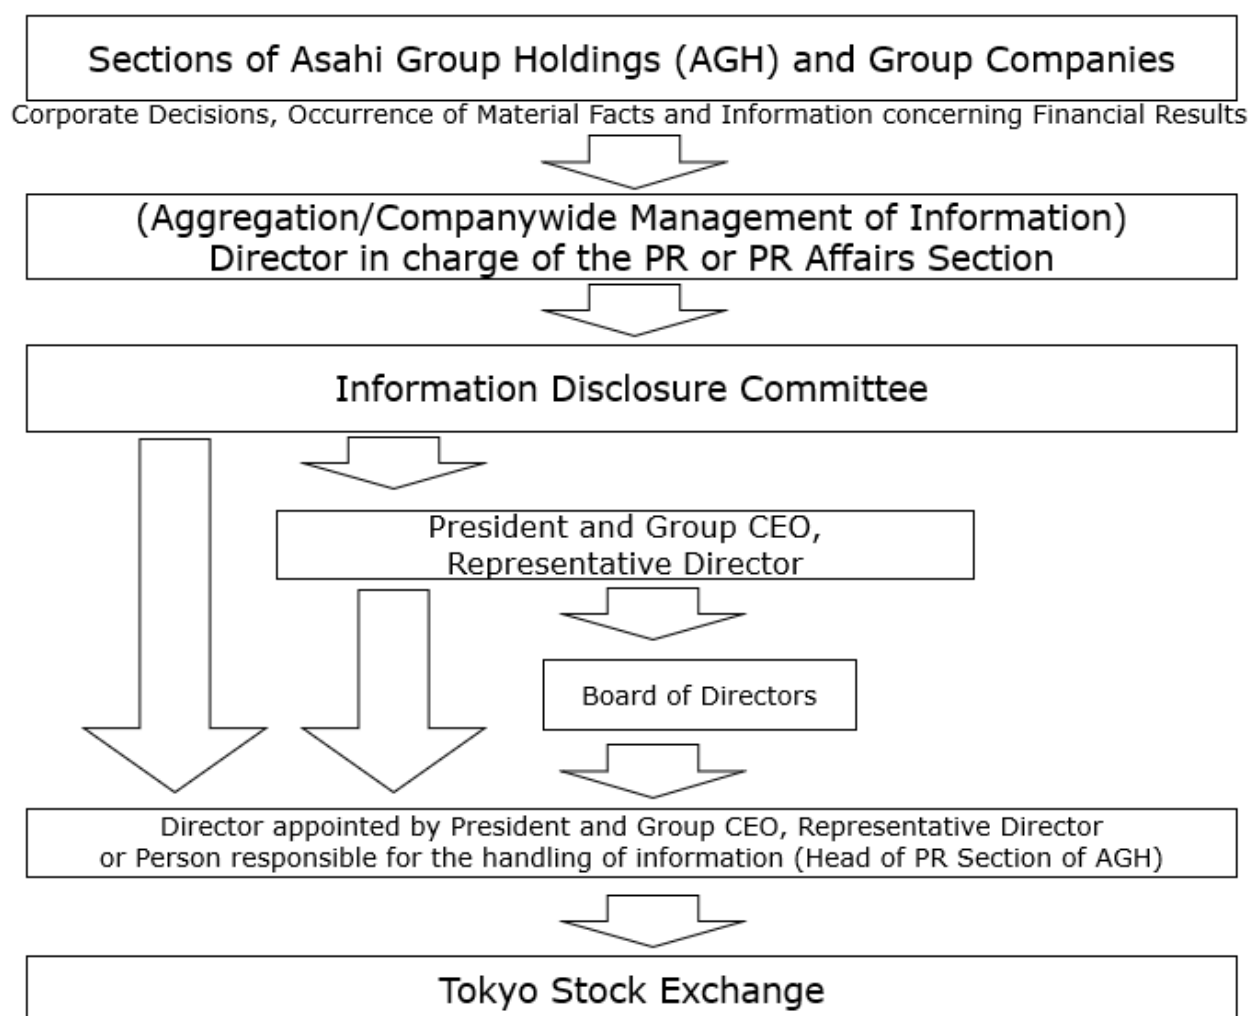 Sections of Asahi Group Holdings (AGH) and Group Companies
Corporate Decisions, Occurrence of Material Facts and Information concerning Financial Results
(Aggregation/Companywide Management of Information)
Director in charge of the PR or PR Affairs Section
Information Disclosure Committee
President and Group CEO,
Representative Director
Board of Directors
Director appointed by President and Group CEO, Representative Director
or Person responsible for the handling of information (Head of PR Section of AGH)
Tokyo Stock Exchange